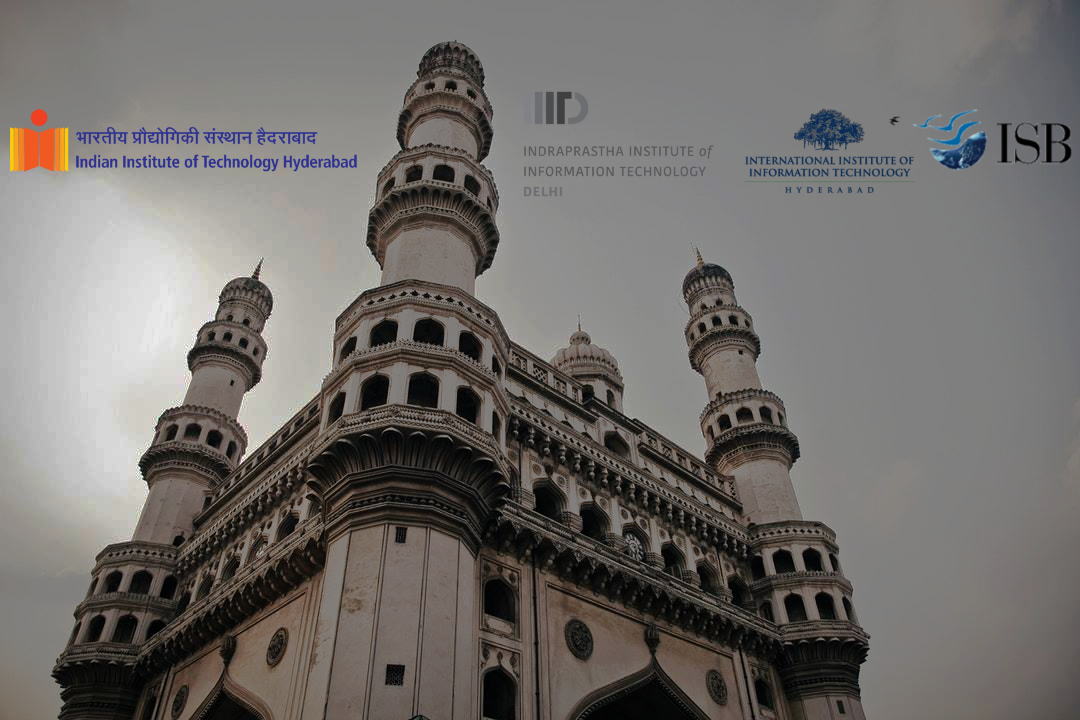 भारतीय प्रौद्योगिकी संस्थान हैदराबाद
Indian Institute of Technology Hyderabad
IIITD
INDRAPRASTHA INSTITUTE of
INFORMATION TECHNOLOGY
DELHI
INTERNATIONAL INSTITUTE OF
INFORMATION TECHNOLOGY
HYDERABAD
ISB